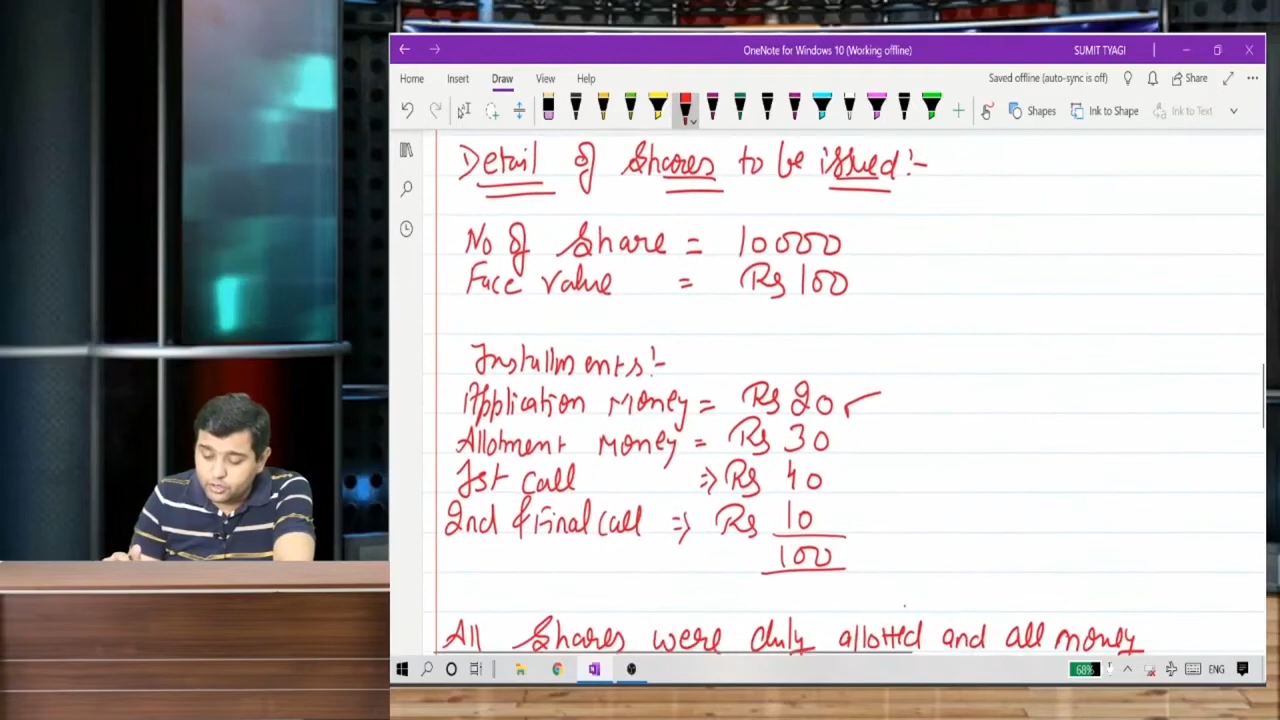 OneNote for Windows 10 (Working offline)
SUMIT TYAGI
Home Insert Draw View Help
Saved offline (auto-sync is off)
Share
Shapes
Ink to Shape
Ink to Text
Detail of Shares to be issued:-
No of Share = 10000
Face value = Rs 100
Installments:-
Application Money = Rs 20 ✓
Allotment Money = Rs 30
1st Call => Rs 40
2nd & Final Call => Rs 10
100
All Shares were duly allotted and all money
68%
ENG